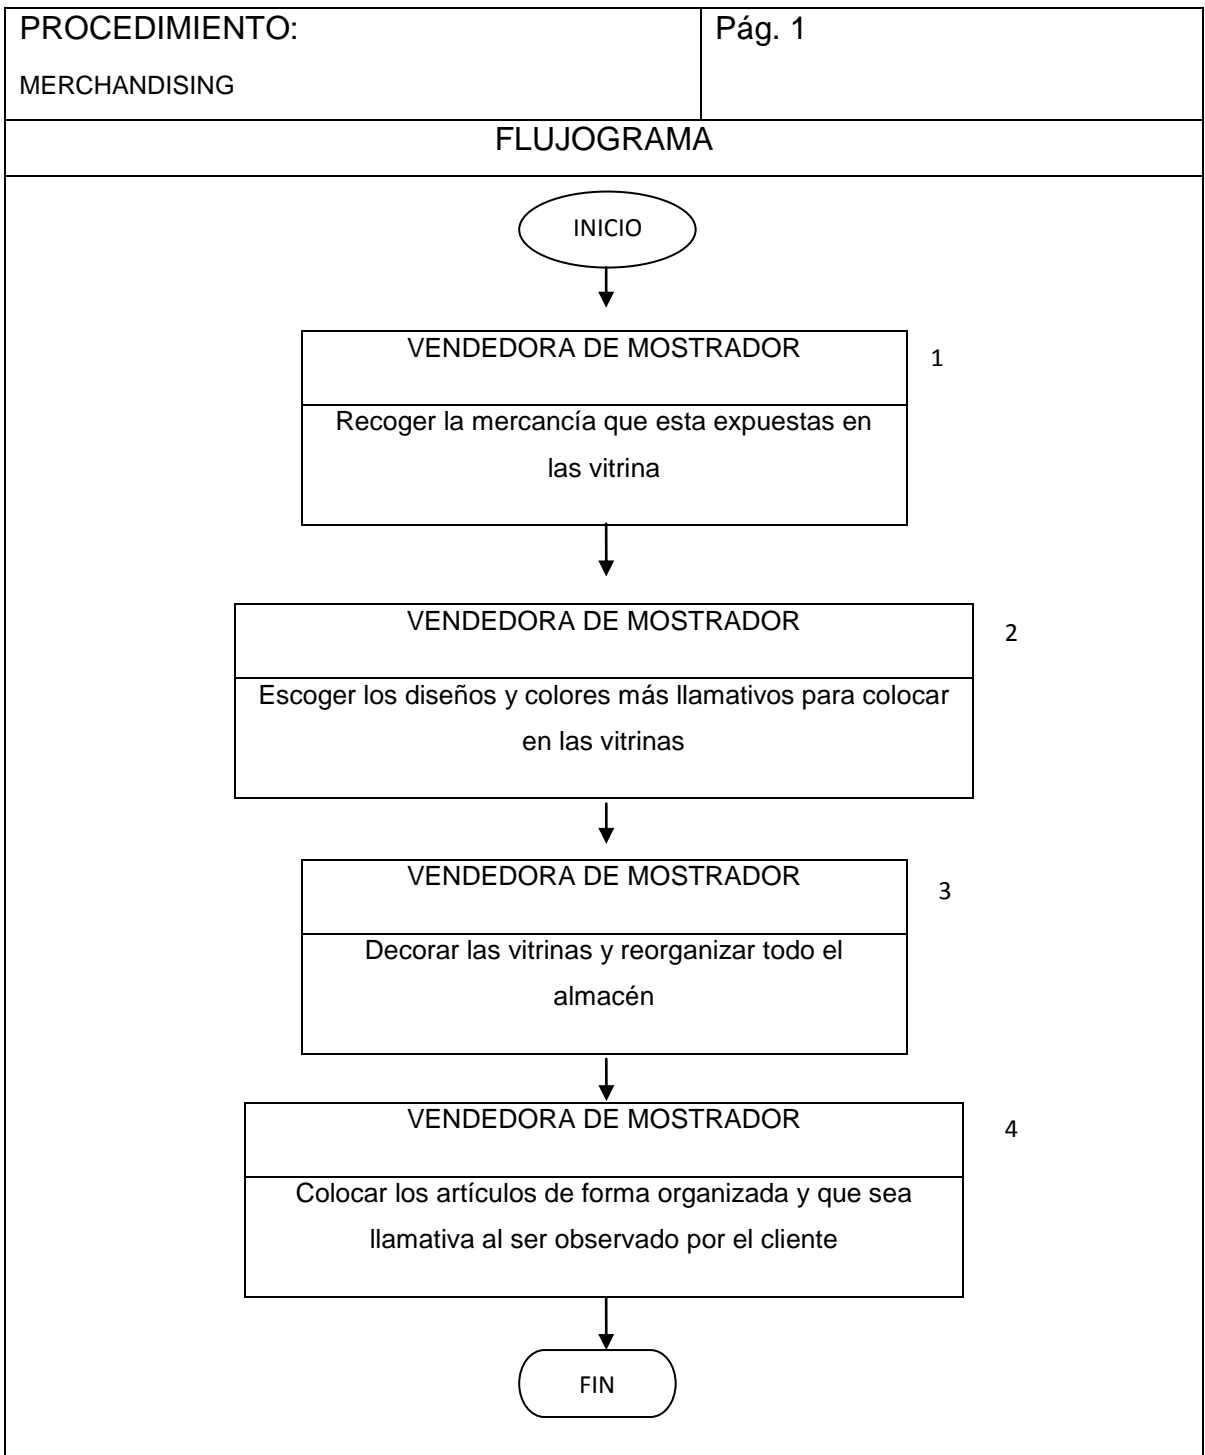 PROCEDIMIENTO:
MERCHANDISING
Pág. 1
FLUJOGRAMA
INICIO
VENDEDORA DE MOSTRADOR
1
Recoger la mercancía que esta expuestas en
las vitrina
VENDEDORA DE MOSTRADOR
2
Escoger los diseños y colores más llamativos para colocar
en las vitrinas
VENDEDORA DE MOSTRADOR
3
Decorar las vitrinas y reorganizar todo el
almacén
VENDEDORA DE MOSTRADOR
4
Colocar los artículos de forma organizada y que sea
llamativa al ser observado por el cliente
FIN